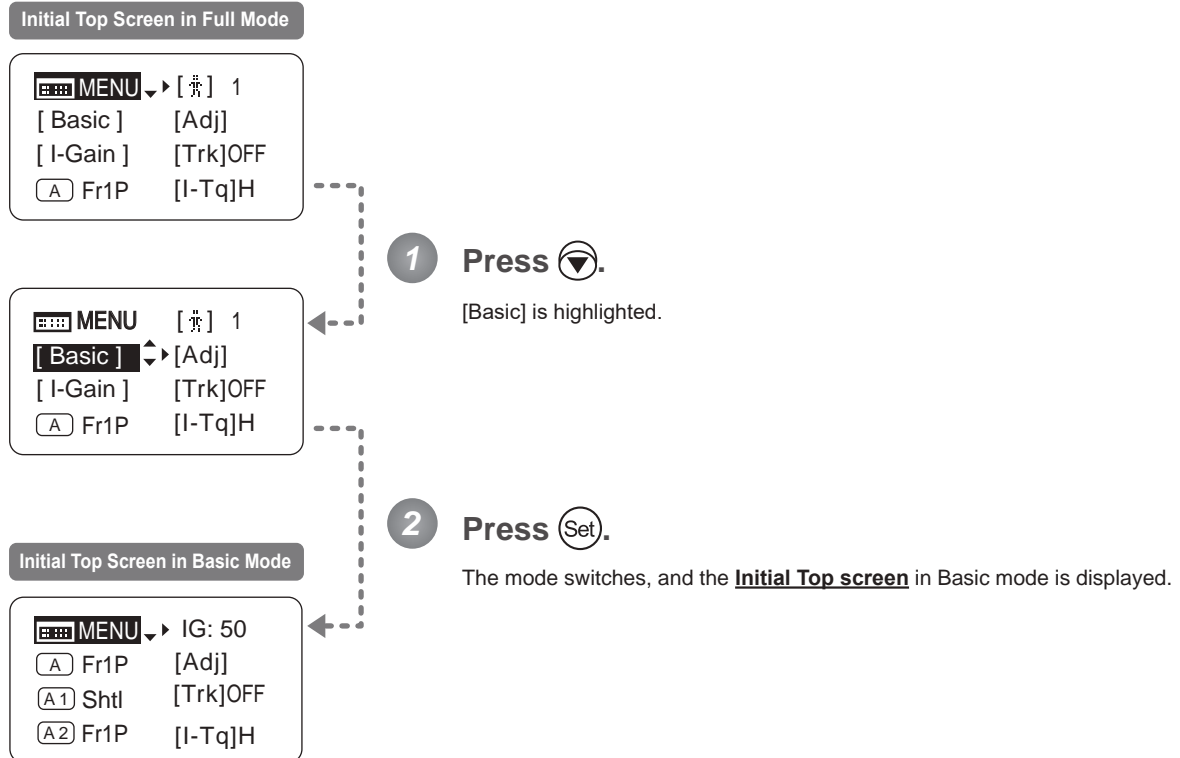 Initial Top Screen in Full Mode
MENU [ ] 1
[ Basic ] [Adj]
[ I-Gain ] [Trk]OFF
A Fr1P [I-Tq]H
1 Press .
[Basic] is highlighted.
MENU [ ] 1
[ Basic ] [Adj]
[ I-Gain ] [Trk]OFF
A Fr1P [I-Tq]H
2 Press Set.
The mode switches, and the Initial Top screen in Basic mode is displayed.
Initial Top Screen in Basic Mode
MENU IG: 50
A Fr1P [Adj]
A1 Shtl [Trk]OFF
A2 Fr1P [I-Tq]H